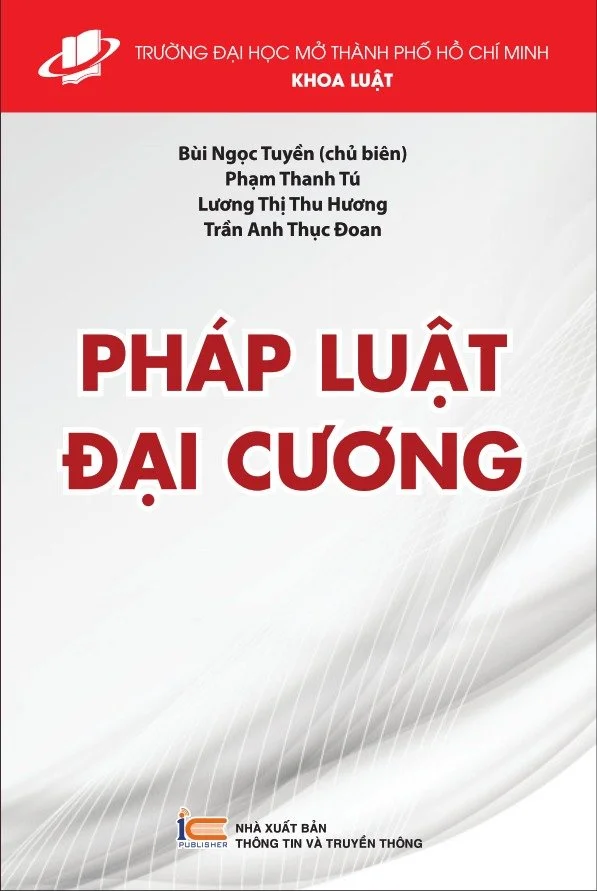 TRƯỜNG ĐẠI HỌC MỞ THÀNH PHỐ HỒ CHÍ MINH
KHOA LUẬT
Bùi Ngọc Tuyền (chủ biên)
Phạm Thanh Tú
Lương Thị Thu Hương
Trần Anh Thục Đoan
PHÁP LUẬT
ĐẠI CƯƠNG
ic
PUBLISHER
NHÀ XUẤT BẢN
THÔNG TIN VÀ TRUYỀN THÔNG